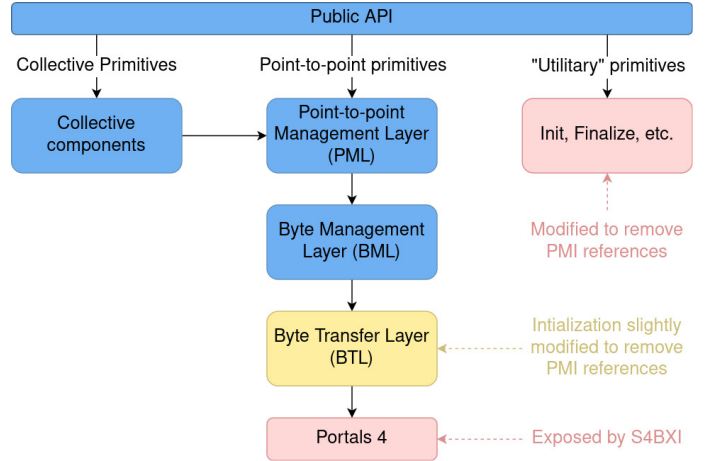 Public API
Collective Primitives
Point-to-point primitives
"Utilitary" primitives
Collective
components
Point-to-point
Management Layer
(PML)
Init, Finalize, etc.
Modified to remove
PMI references
Byte Management
Layer (BML)
Byte Transfer Layer
(BTL)
Intialization slightly
modified to remove
PMI references
Portals 4
Exposed by S4BXI